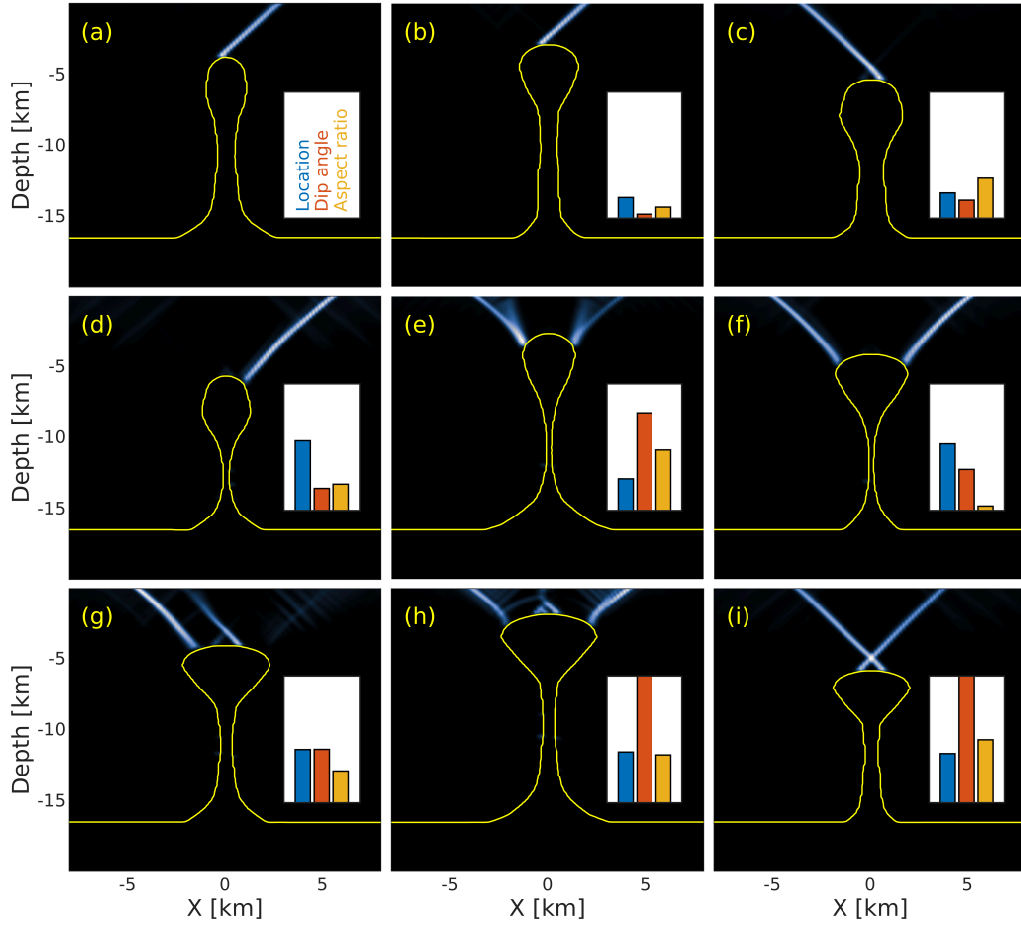 (a)
(b)
(c)
Depth [km]
-5
-10
-15
Location
Dip angle
Aspect ratio
(d)
(e)
(f)
Depth [km]
-5
-10
-15
(g)
(h)
(i)
Depth [km]
-5
-10
-15
-5 0 5
-5 0 5
-5 0 5
X [km]
X [km]
X [km]